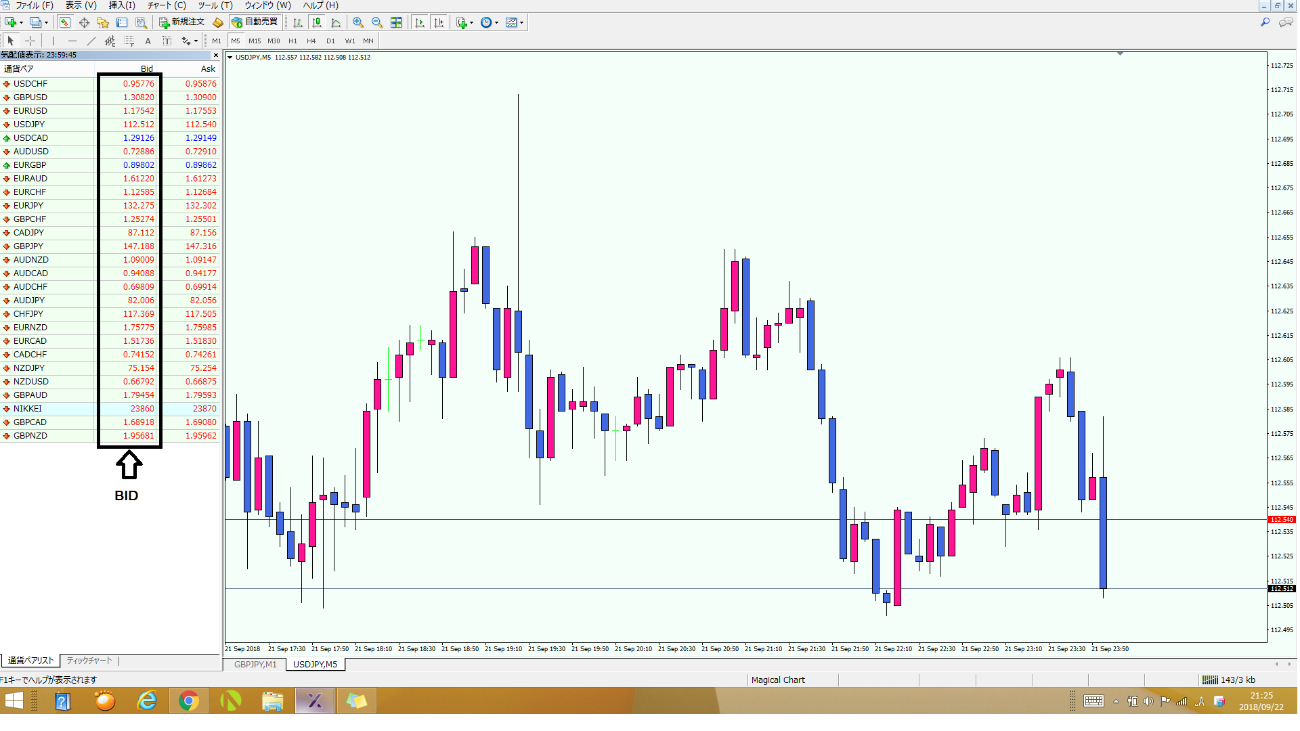 ファイル (F) 表示 (V) 挿入(I) チャート (C) ツール (T) ウィンドウ (W) ヘルプ (H)
新規注文 自動売買
A T M1 M5 M15 M30 H1 H4 D1 W1 MN
気配値表示: 23:59:45
通貨ペア Bid Ask
USDCHF 0.95776 0.95876
GBPUSD 1.30820 1.30900
EURUSD 1.17542 1.17553
USDJPY 112.512 112.540
USDCAD 1.29126 1.29149
AUDUSD 0.72886 0.72910
EURGBP 0.89802 0.89862
EURAUD 1.61220 1.61273
EURCHF 1.12585 1.12684
EURJPY 132.275 132.302
GBPCHF 1.25274 1.25501
CADJPY 87.112 87.156
GBPJPY 147.188 147.316
AUDNZD 1.09009 1.09147
AUDCAD 0.94088 0.94177
AUDCHF 0.69809 0.69914
AUDJPY 82.006 82.056
CHFJPY 117.369 117.505
EURNZD 1.75775 1.75985
EURCAD 1.51736 1.51830
CADCHF 0.74152 0.74261
NZDJPY 75.154 75.254
NZDUSD 0.66792 0.66875
GBPAUD 1.79454 1.79593
NIKKEI 23860 23870
GBPCAD 1.68918 1.69080
GBPNZD 1.95681 1.95962
BID
通貨ペアリスト ティックチャート
USDJPY,M5 112.557 112.582 112.508 112.512
112.725
112.715
112.705
112.695
112.685
112.675
112.665
112.655
112.645
112.635
112.625
112.615
112.605
112.595
112.585
112.575
112.565
112.555
112.545
112.540
112.535
112.525
112.515
112.512
112.505
112.495
21 Sep 2018 21 Sep 17:30 21 Sep 17:50 21 Sep 18:10 21 Sep 18:30 21 Sep 18:50 21 Sep 19:10 21 Sep 19:30 21 Sep 19:50 21 Sep 20:10 21 Sep 20:30 21 Sep 20:50 21 Sep 21:10 21 Sep 21:30 21 Sep 21:50 21 Sep 22:10 21 Sep 22:30 21 Sep 22:50 21 Sep 23:10 21 Sep 23:30 21 Sep 23:50
GBPJPY,M1 USDJPY,M5
F1キーでヘルプが表示されます Magical Chart 143/3 kb
21:25
2018/09/22